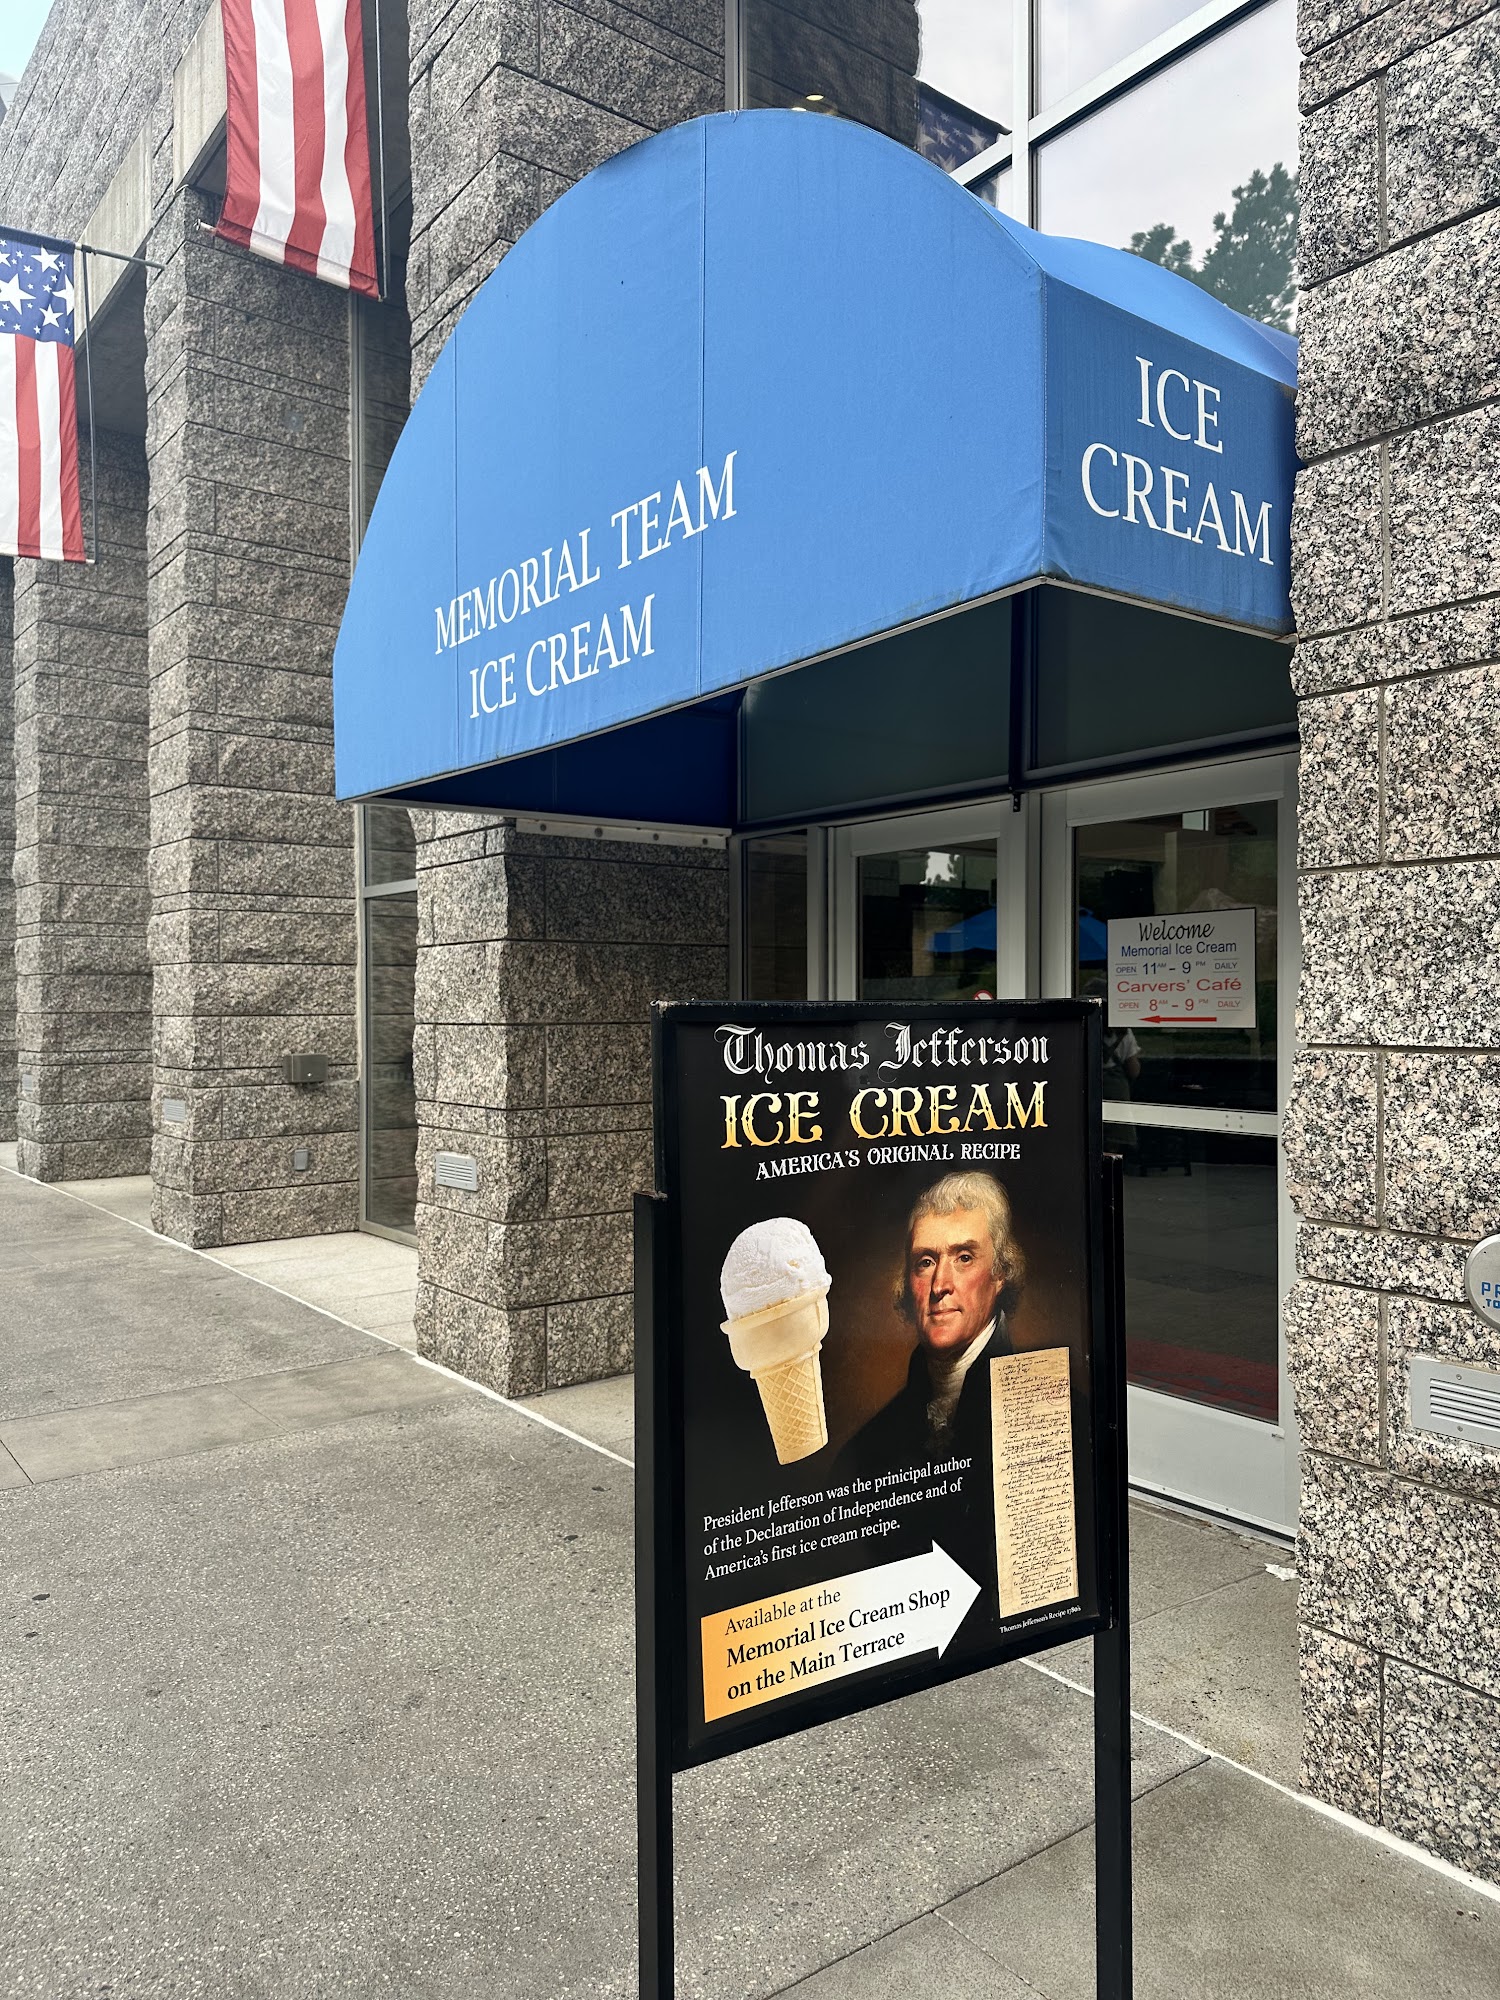 MEMORIAL TEAM
ICE CREAM
ICE
CREAM
Welcome
Memorial Ice Cream
OPEN 11AM - 9PM DAILY
Carvers' Café
OPEN 8AM - 9PM DAILY
Thomas Jefferson
ICE CREAM
AMERICA'S ORIGINAL RECIPE
President Jefferson was the prinicipal author
of the Declaration of Independence and of
America's first ice cream recipe.
Available at the
Memorial Ice Cream Shop
on the Main Terrace
Thomas Jefferson's Recipe 1780s